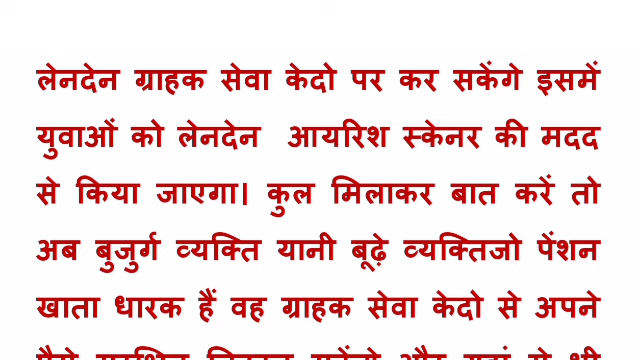 लेनदेन ग्राहक सेवा केदो पर कर सकेंगे इसमें
युवाओं को लेनदेन आयरिश स्केनर की मदद
से किया जाएगा। कुल मिलाकर बात करें तो
अब बुजुर्ग व्यक्ति यानी बूढ़े व्यक्तिजो पेंशन
खाता धारक हैं वह ग्राहक सेवा केदो से अपने